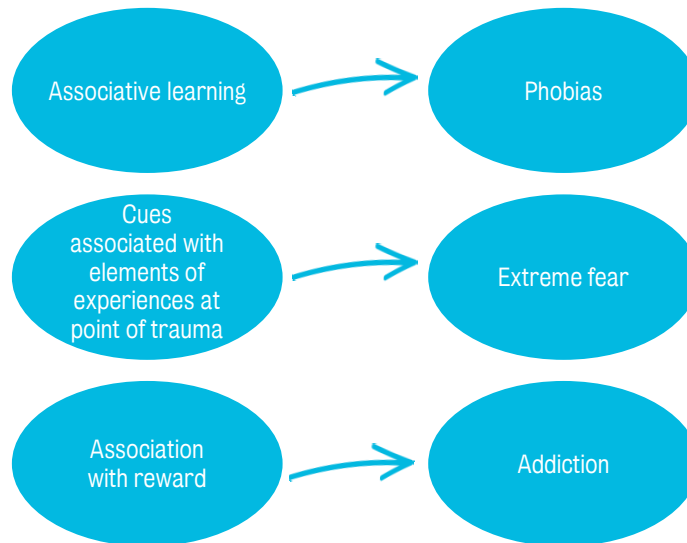 Associative learning
Phobias
Cues
associated with
elements of
experiences at
point of trauma
Extreme fear
Association
with reward
Addiction